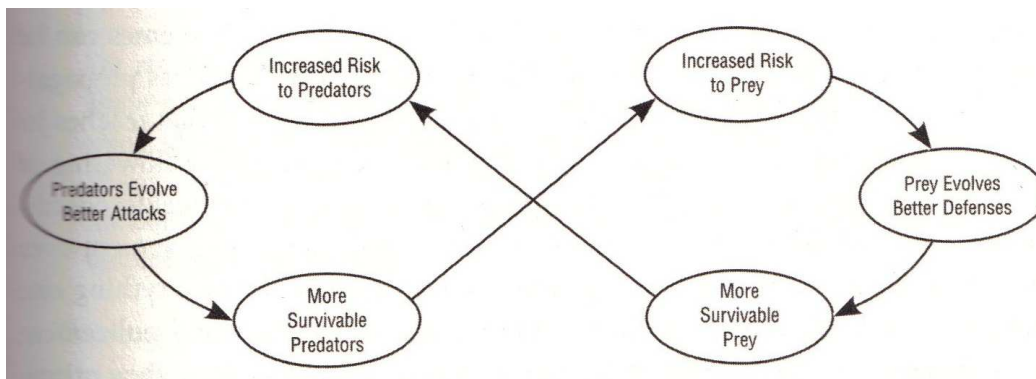 Increased Risk
to Predators
Increased Risk
to Prey
Predators Evolve
Better Attacks
Prey Evolves
Better Defenses
More
Survivable
Predators
More
Survivable
Prey